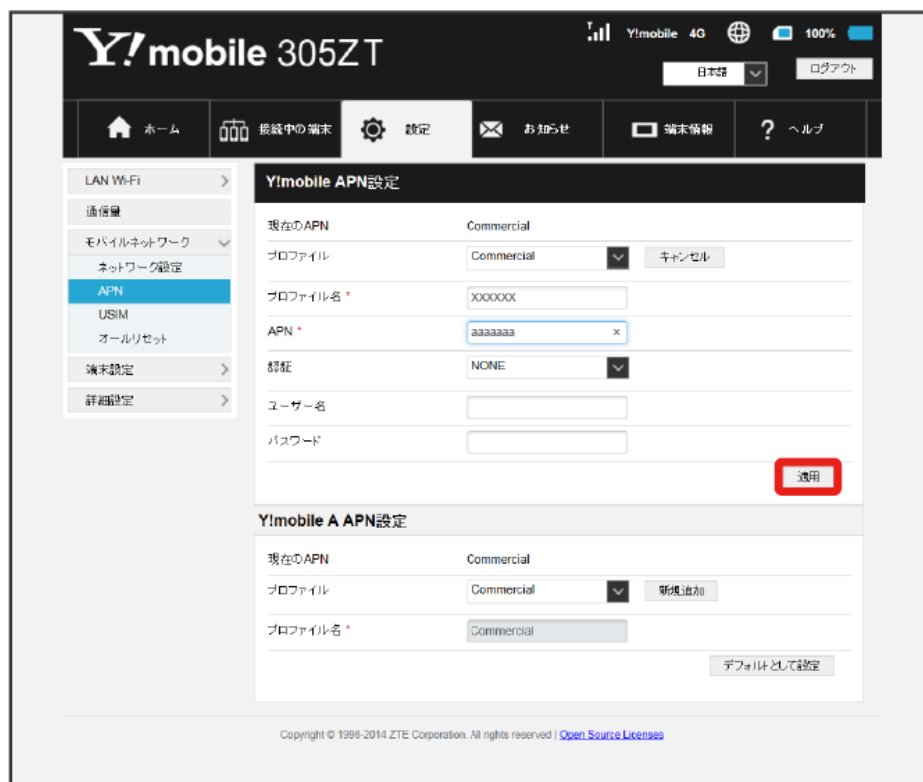 Y!mobile 305ZT
Y!mobile 4G 100%
日本語 ログアウト
ホーム 接続中の端末 設定 お知らせ 端末情報 ? ヘルプ
LAN Wi-Fi
通信量
モバイルネットワーク
ネットワーク設定
APN
USIM
オールリセット
端末設定
詳細設定
Y!mobile APN設定
現在のAPN Commercial
プロファイル Commercial キャンセル
プロファイル名 * XXXXXX
APN * aaaaaaa ×
認証 NONE
ユーザー名
パスワード
適用
Y!mobile A APN設定
現在のAPN Commercial
プロファイル Commercial 新規追加
プロファイル名 * Commercial
デフォルトとして設定
Copyright © 1998-2014 ZTE Corporation. All rights reserved | Open Source Licenses